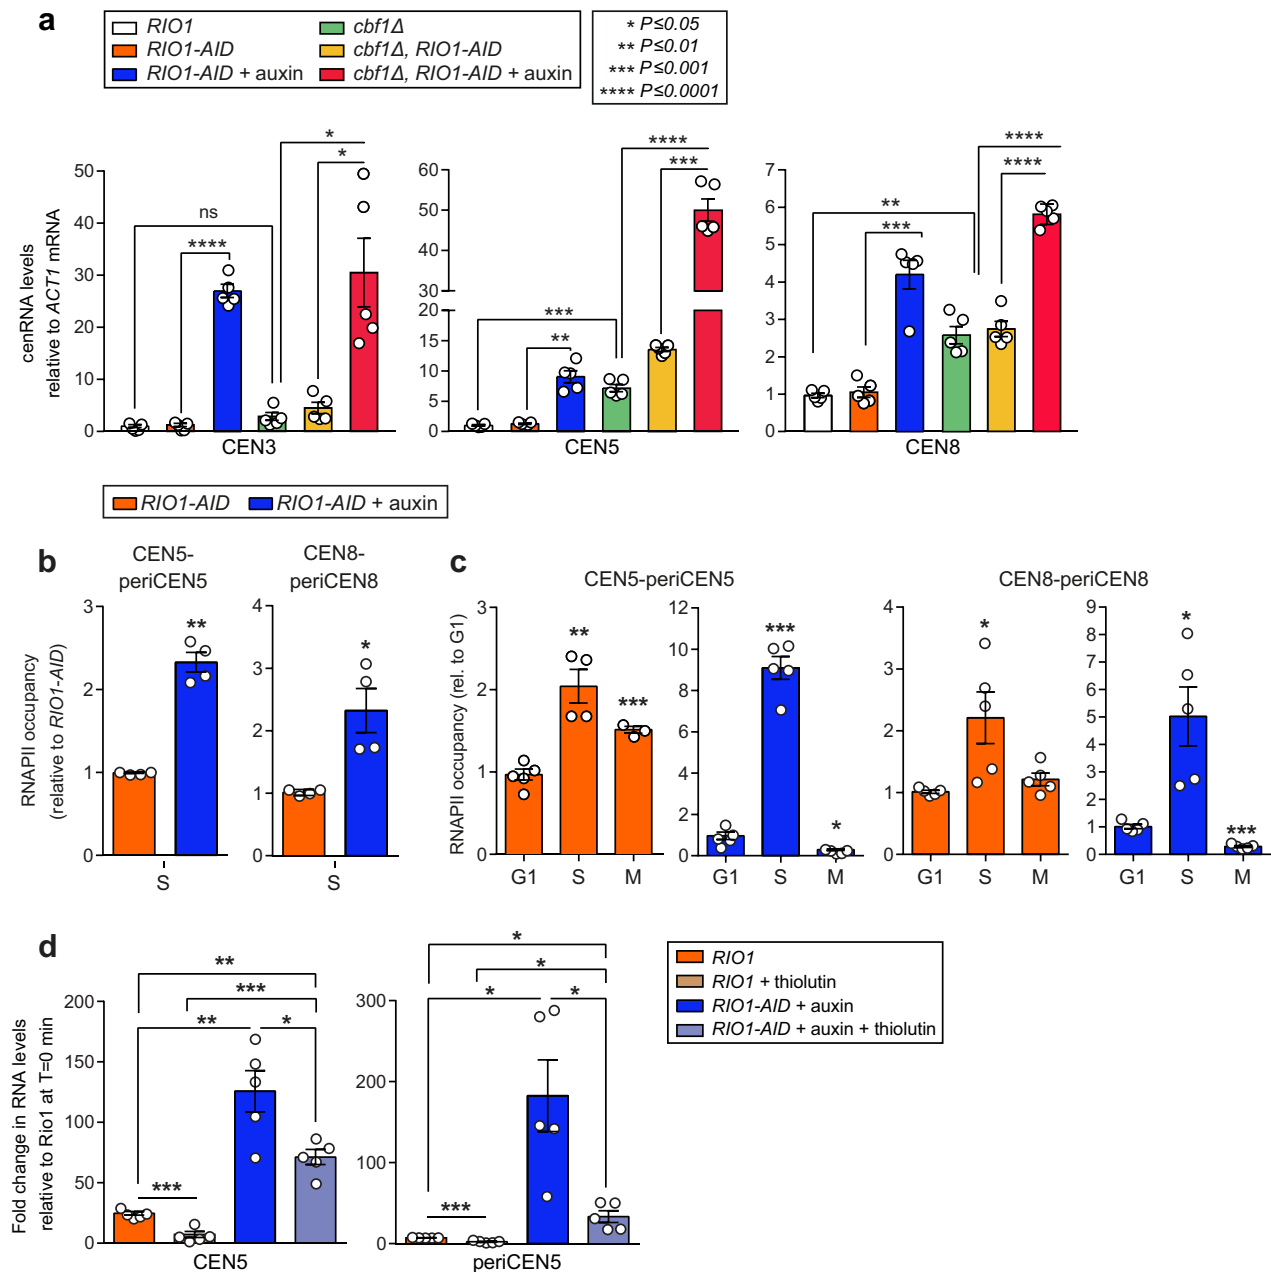 a
RIO1
RIO1-AID
RIO1-AID + auxin
cbf1Δ
cbf1Δ, RIO1-AID
cbf1Δ, RIO1-AID + auxin
* P≤0.05
** P≤0.01
*** P≤0.001
**** P≤0.0001
cenRNA levels
relative to ACT1 mRNA
50
40
30
20
10
0
ns
****
*
*
CEN3
60
50
40
30
20
15
10
5
0
***
**
****
***
CEN5
7
6
5
4
3
2
1
0
**
***
****
****
CEN8
RIO1-AID
RIO1-AID + auxin
b
CEN5-
periCEN5
CEN8-
periCEN8
RNAPII occupancy
(relative to RIO1-AID)
3
2
1
0
**
S
4
3
2
1
0
*
S
c
CEN5-periCEN5
CEN8-periCEN8
RNAPII occupancy (rel. to G1)
3
2
1
0
**
***
G1 S M
12
10
8
6
4
2
0
***
*
G1 S M
4
3
2
1
0
*
G1 S M
9
8
7
6
5
4
3
2
1
0
*
***
G1 S M
d
Fold change in RNA levels
relative to Rio1 at T=0 min
200
150
100
50
0
**
***
**
*
***
CEN5
300
200
100
0
*
*
*
*
***
periCEN5
RIO1
RIO1 + thiolutin
RIO1-AID + auxin
RIO1-AID + auxin + thiolutin